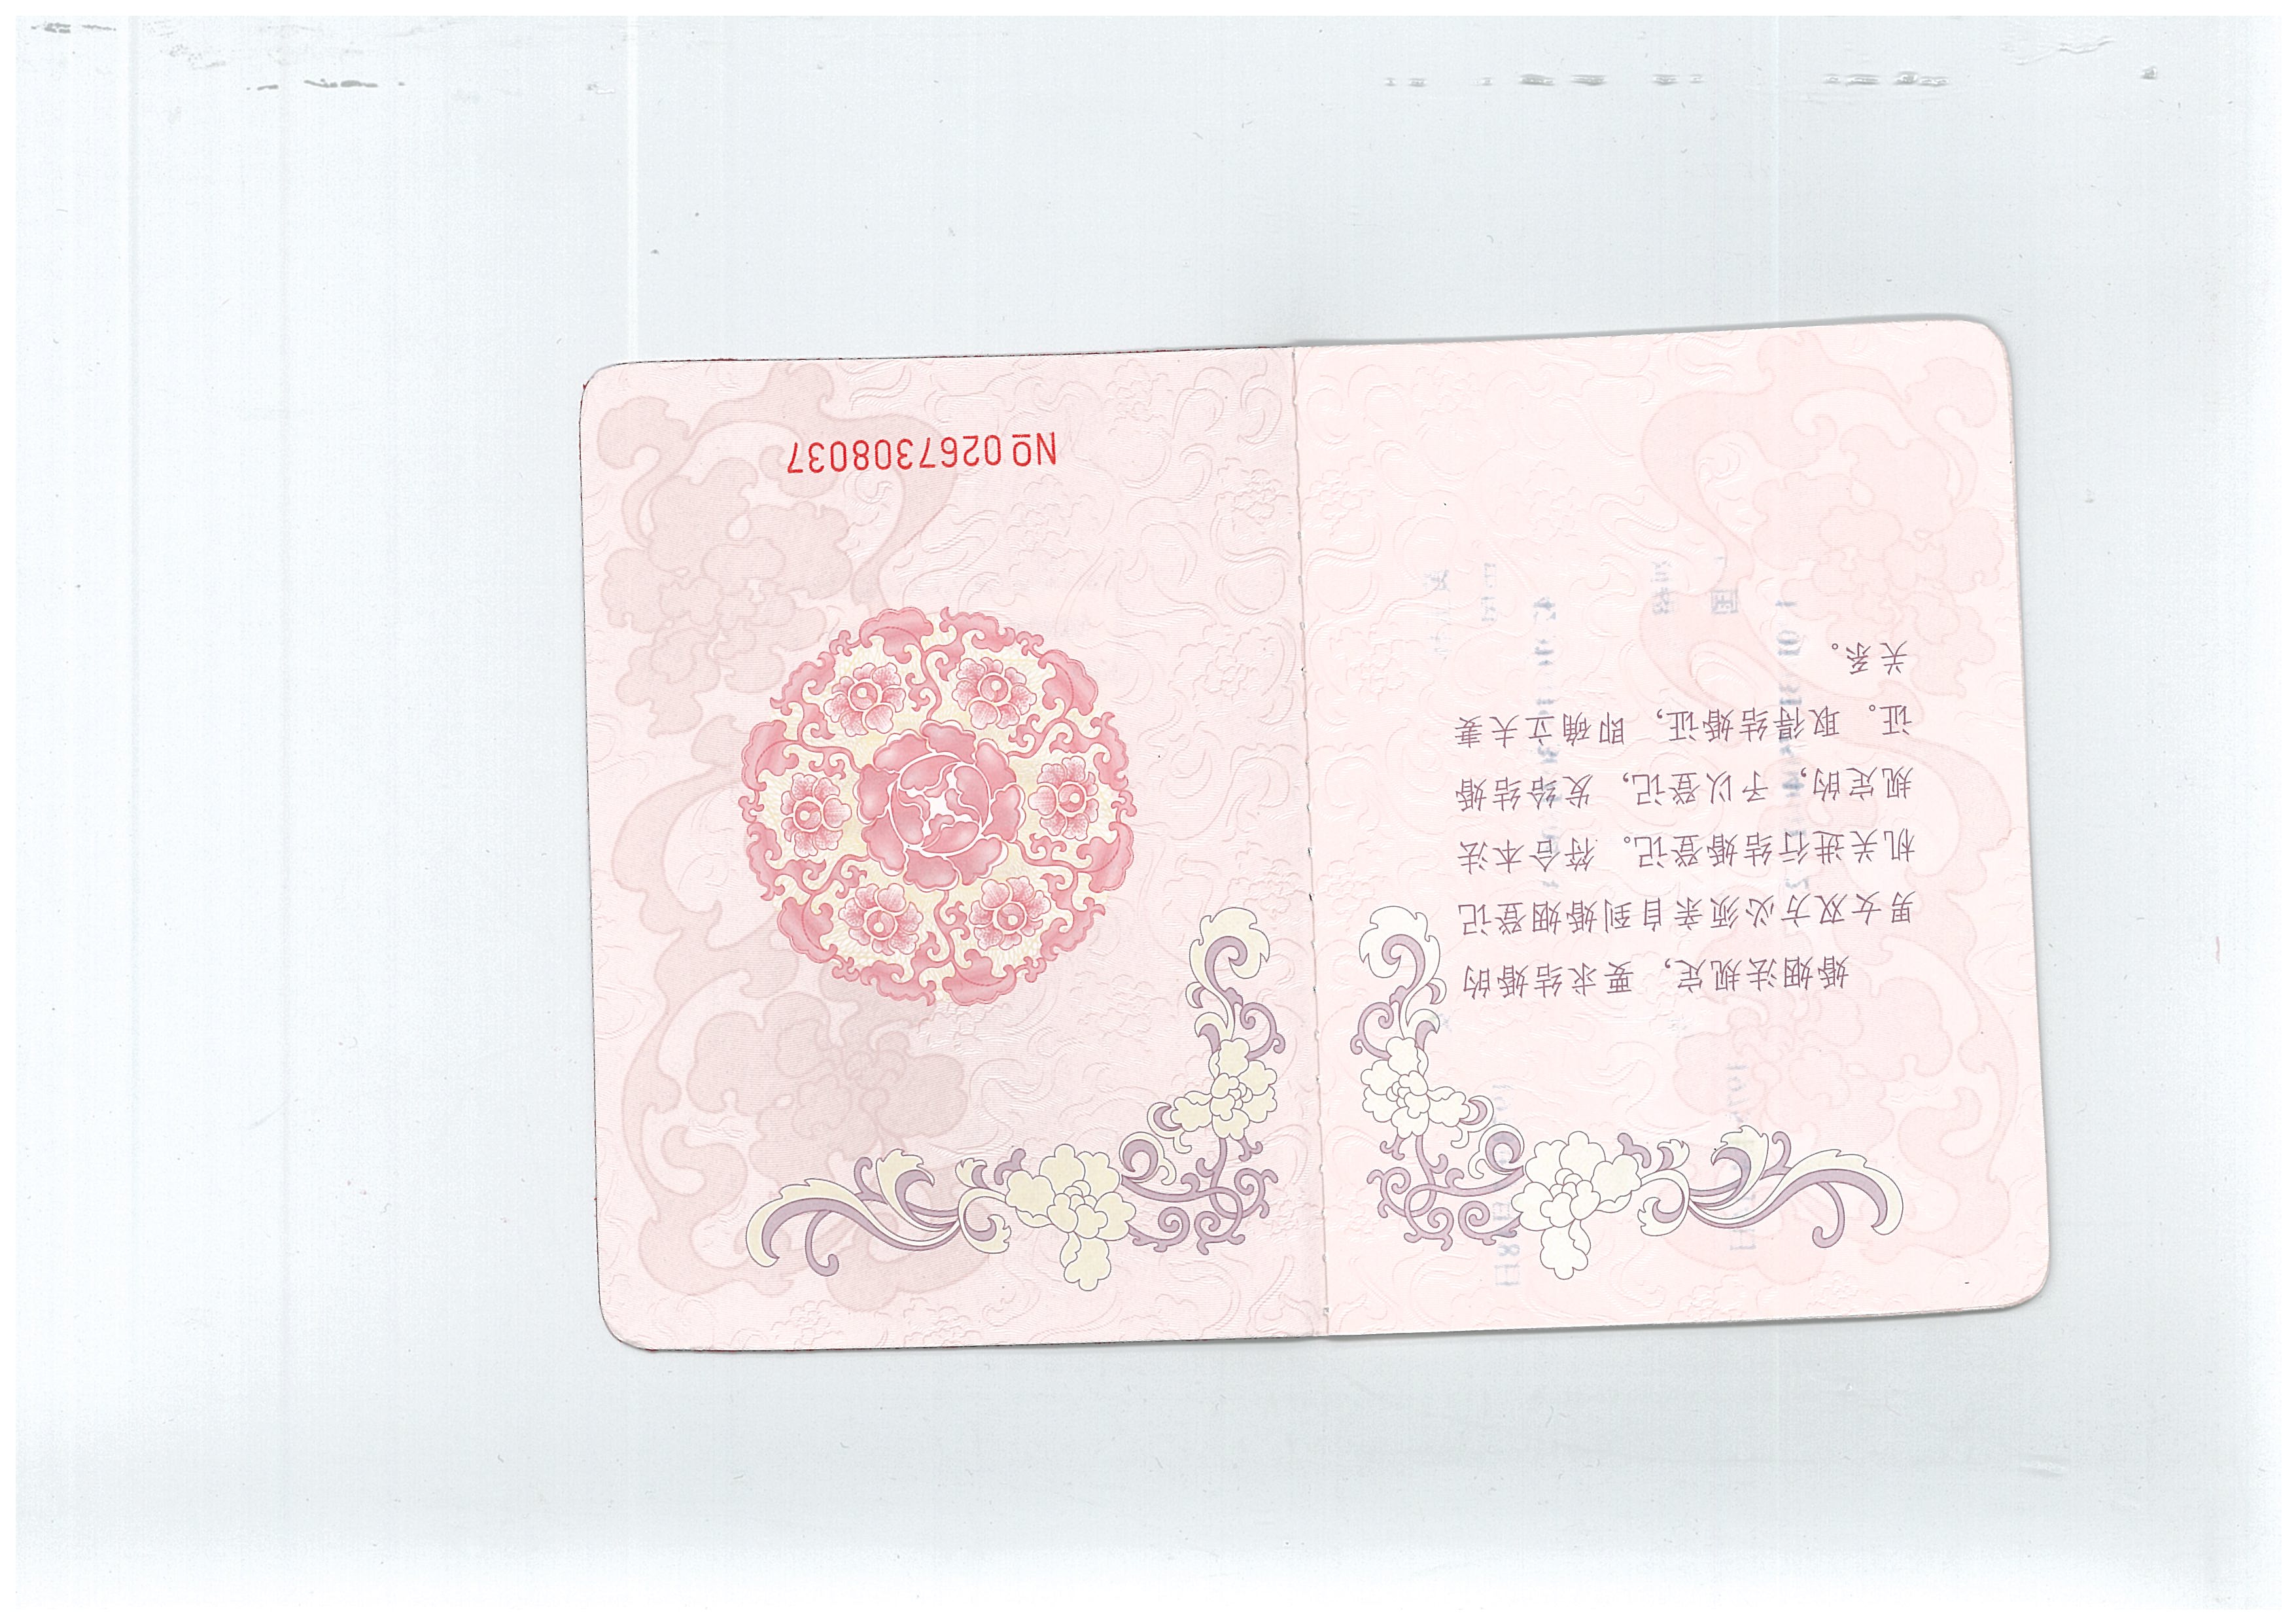 婚姻法规定，要求结婚的
男女双方必须亲自到婚姻登记
机关进行结婚登记。符合本法
规定的，予以登记，发给结婚
证。取得结婚证，即确立夫妻
关系。
Nº 0267308037